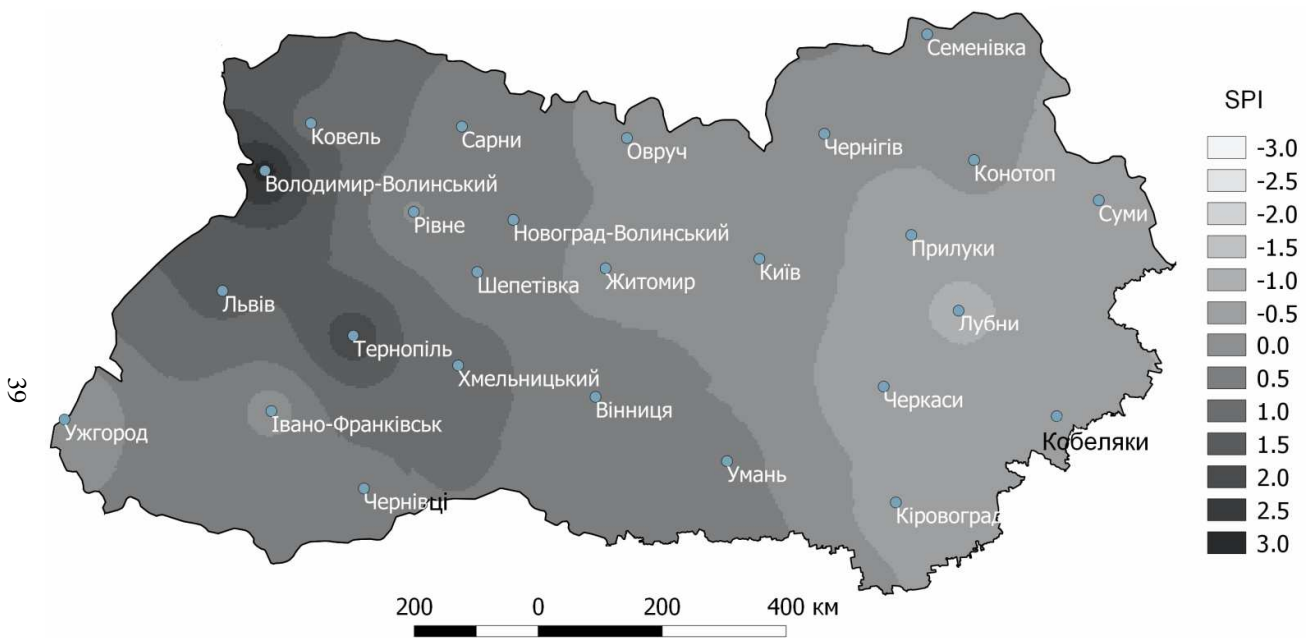 Семенівка
SPI
Ковель
Сарни
Овруч
Чернігів
Конотоп
Володимир-Волинський
Рівне
Новоград-Волинський
Прилуки
Суми
Шепетівка
Житомир
Київ
Львів
Лубни
Тернопіль
Хмельницький
Вінниця
Черкаси
Ужгород
Івано-Франківськ
Кобеляки
Умань
Чернівці
Кіровоград
-3.0
-2.5
-2.0
-1.5
-1.0
-0.5
0.0
0.5
1.0
1.5
2.0
2.5
3.0
39
200 0 200 400 км